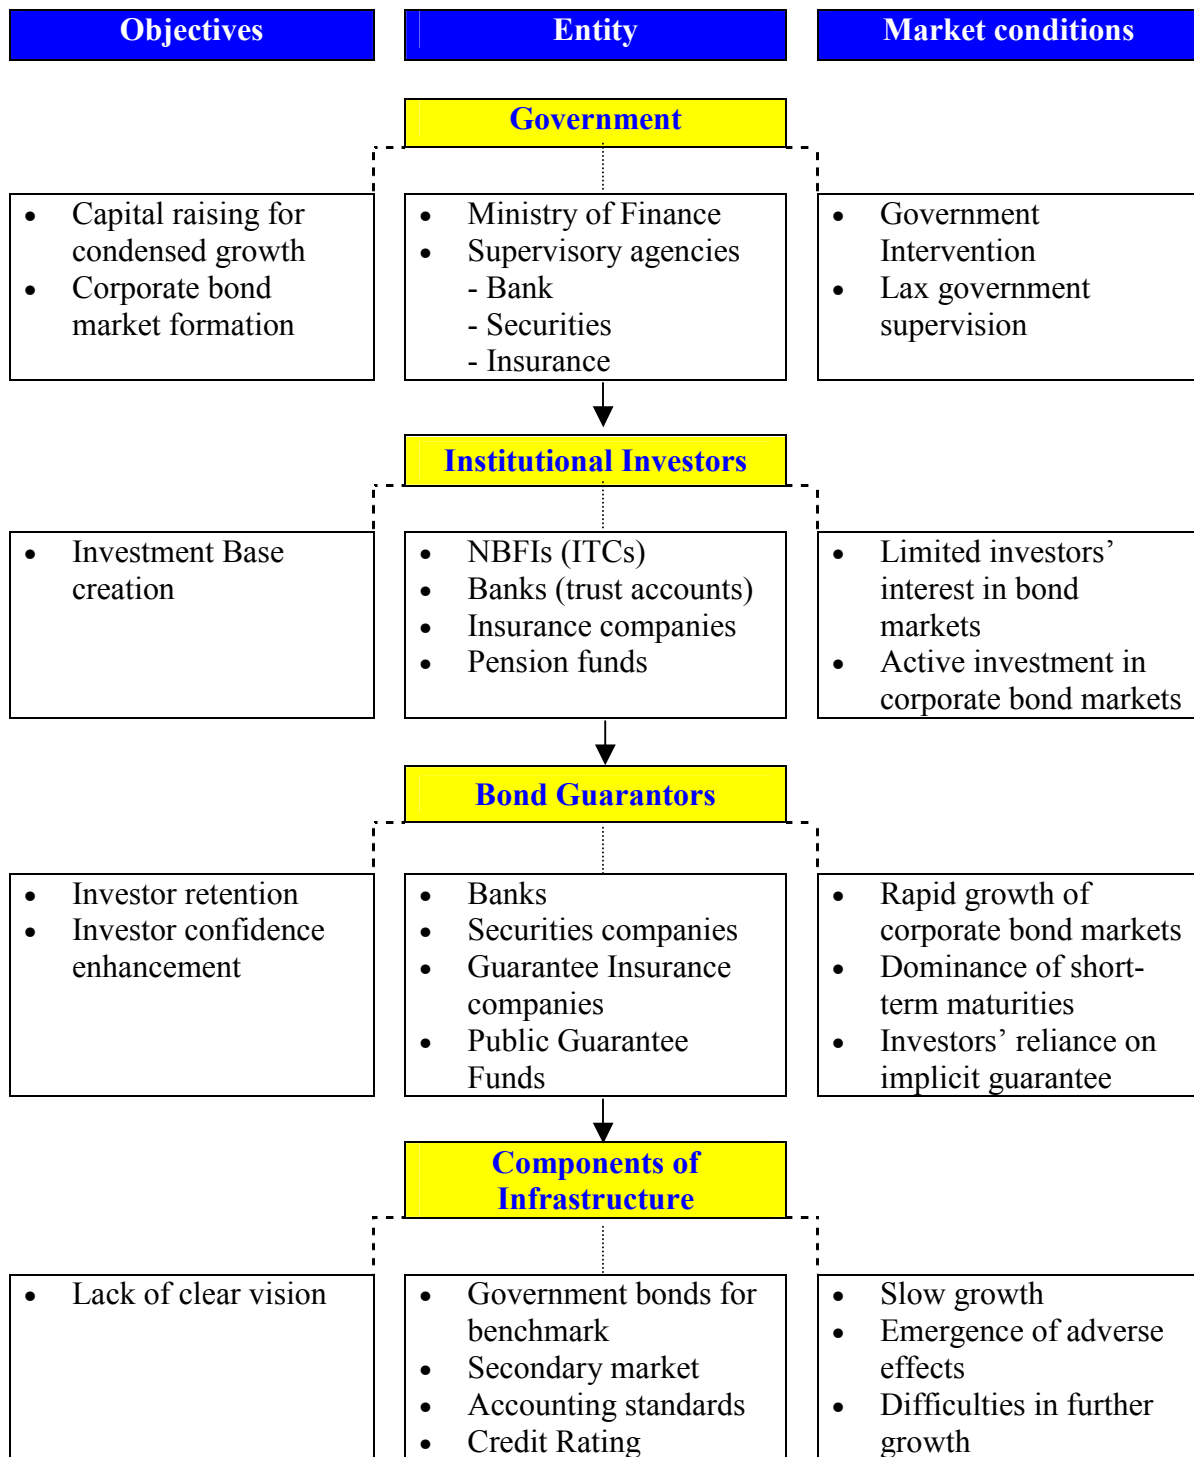 Objectives
Entity
Market conditions
Government
• Capital raising for
condensed growth
• Corporate bond
market formation
• Ministry of Finance
• Supervisory agencies
- Bank
- Securities
- Insurance
• Government
Intervention
• Lax government
supervision
Institutional Investors
• Investment Base
creation
• NBFIs (ITCs)
• Banks (trust accounts)
• Insurance companies
• Pension funds
• Limited investors’
interest in bond
markets
• Active investment in
corporate bond markets
Bond Guarantors
• Investor retention
• Investor confidence
enhancement
• Banks
• Securities companies
• Guarantee Insurance
companies
• Public Guarantee
Funds
• Rapid growth of
corporate bond markets
• Dominance of short-
term maturities
• Investors’ reliance on
implicit guarantee
Components of
Infrastructure
• Lack of clear vision
• Government bonds for
benchmark
• Secondary market
• Accounting standards
• Credit Rating
• Slow growth
• Emergence of adverse
effects
• Difficulties in further
growth